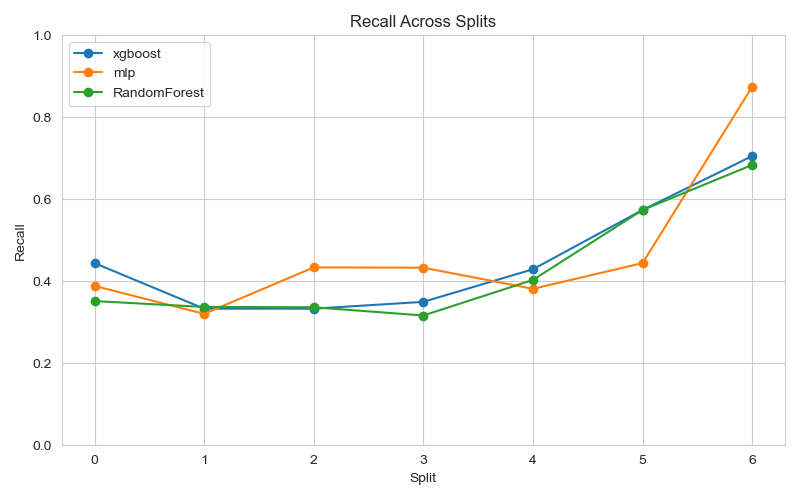 Recall Across Splits
xgboost
mlp
RandomForest
Recall
1.0
0.8
0.6
0.4
0.2
0.0
0 1 2 3 4 5 6
Split